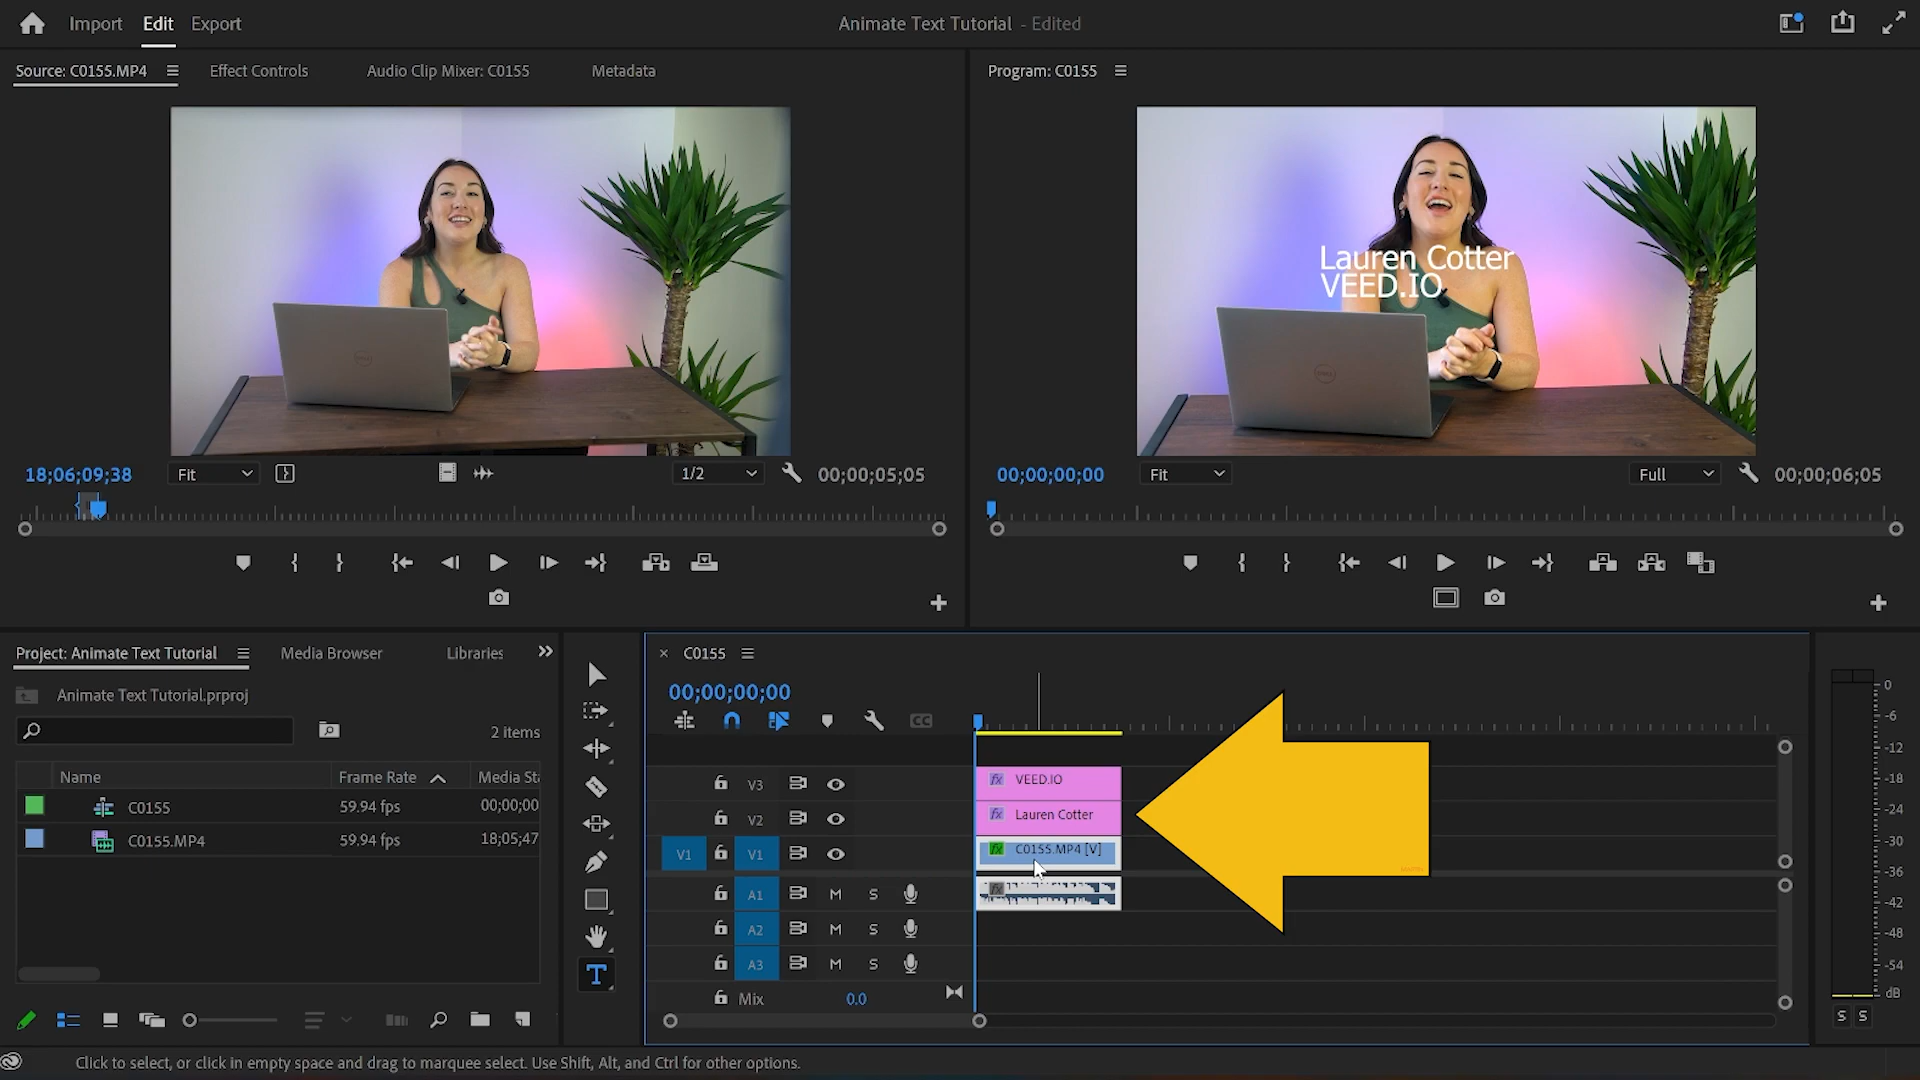 Import Edit Export
Animate Text Tutorial - Edited
Source: C0155.MP4 Effect Controls Audio Clip Mixer: C0155 Metadata
Program: C0155
Lauren Cotter
VEED.IO
18;06;09;38 Fit 1/2 00;00;05;05
00;00;00;00 Fit Full 00;00;06;05
Project: Animate Text Tutorial Media Browser Libraries
Animate Text Tutorial.prproj
2 items
Name Frame Rate Media St
C0155 59.94 fps 00;00;00
C0155.MP4 59.94 fps 18;05;47
T
C0155
00;00;00;00
CC
V3 fx VEED.IO
V2 fx Lauren Cotter
V1 V1 fx C0155.MP4 [V]
A1 M S fx
A2 M S
A3 M S
Mix 0.0
0
-6
-12
-18
-24
-30
-36
-42
-48
-54
dB
S S
Click to select, or click in empty space and drag to marquee select. Use Shift, Alt, and Ctrl for other options.